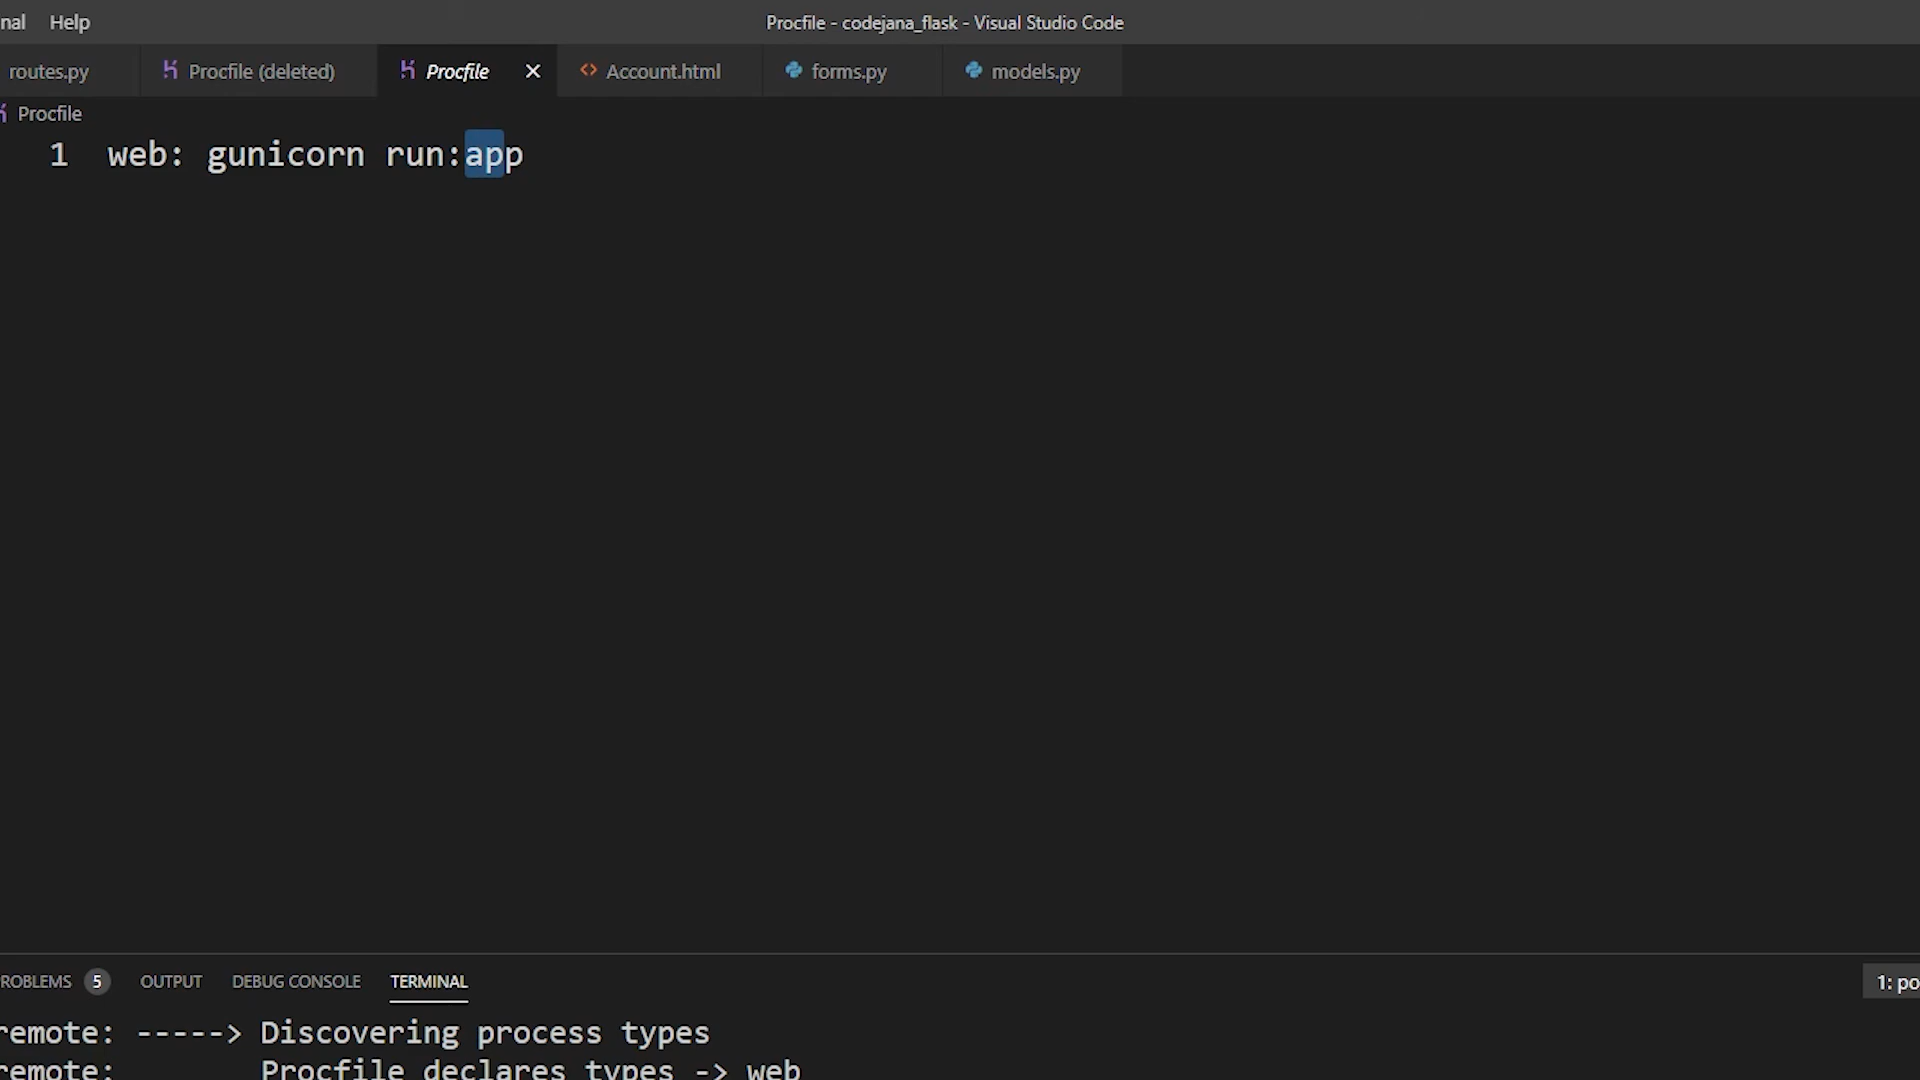 nal Help Procfile - codejana_flask - Visual Studio Code
routes.py Procfile (deleted) Procfile Account.html forms.py models.py
Procfile
1 web: gunicorn run:app
ROBLEMS 5 OUTPUT DEBUG CONSOLE TERMINAL 1: po
remote: -----> Discovering process types
remote: Procfile declares types -> web